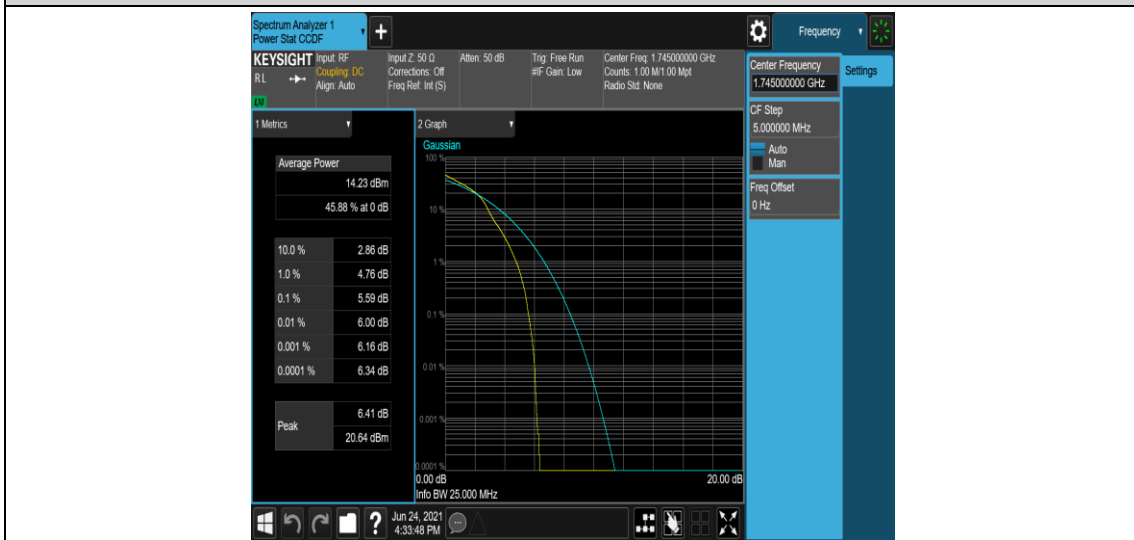 Spectrum Analyzer 1
Power Stat CCDF
+
Frequency
KEYSIGHT
RL
LXI
Input: RF
Coupling: DC
Align: Auto
Input Z: 50 Ω
Corrections: Off
Freq Ref: Int (S)
Atten: 50 dB
Trig: Free Run
#IF Gain: Low
Center Freq: 1.745000000 GHz
Counts: 1.00 M/1.00 Mpt
Radio Std: None
Center Frequency
1.745000000 GHz
Settings
CF Step
5.000000 MHz
Auto
Man
Freq Offset
0 Hz
1 Metrics
Average Power
14.23 dBm
45.88 % at 0 dB
10.0 % 2.86 dB
1.0 % 4.76 dB
0.1 % 5.59 dB
0.01 % 6.00 dB
0.001 % 6.16 dB
0.0001 % 6.34 dB
Peak
6.41 dB
20.64 dBm
2 Graph
Gaussian
100 %
10 %
1 %
0.1 %
0.01 %
0.001 %
0.0001 %
0.00 dB 20.00 dB
Info BW 25.000 MHz
?
Jun 24, 2021
4:33:48 PM